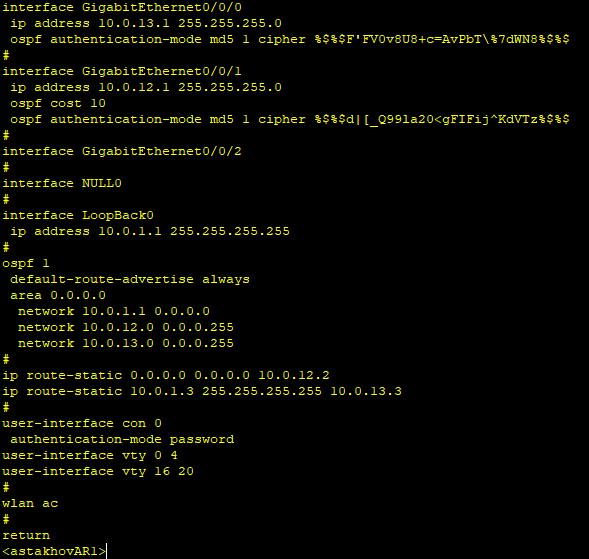 interface GigabitEthernet0/0/0
 ip address 10.0.13.1 255.255.255.0
 ospf authentication-mode md5 1 cipher %$%$F'FV0v8U8+c=AvPbT\%7dWN8%$%$
#
interface GigabitEthernet0/0/1
 ip address 10.0.12.1 255.255.255.0
 ospf cost 10
 ospf authentication-mode md5 1 cipher %$%$d|[_Q99la20<gFIFij^KdVTz%$%$
#
interface GigabitEthernet0/0/2
#
interface NULL0
#
interface LoopBack0
 ip address 10.0.1.1 255.255.255.255
#
ospf 1
 default-route-advertise always
 area 0.0.0.0
  network 10.0.1.1 0.0.0.0
  network 10.0.12.0 0.0.0.255
  network 10.0.13.0 0.0.0.255
#
ip route-static 0.0.0.0 0.0.0.0 10.0.12.2
ip route-static 10.0.1.3 255.255.255.255 10.0.13.3
#
user-interface con 0
 authentication-mode password
user-interface vty 0 4
user-interface vty 16 20
#
wlan ac
#
return
<astakhovAR1>